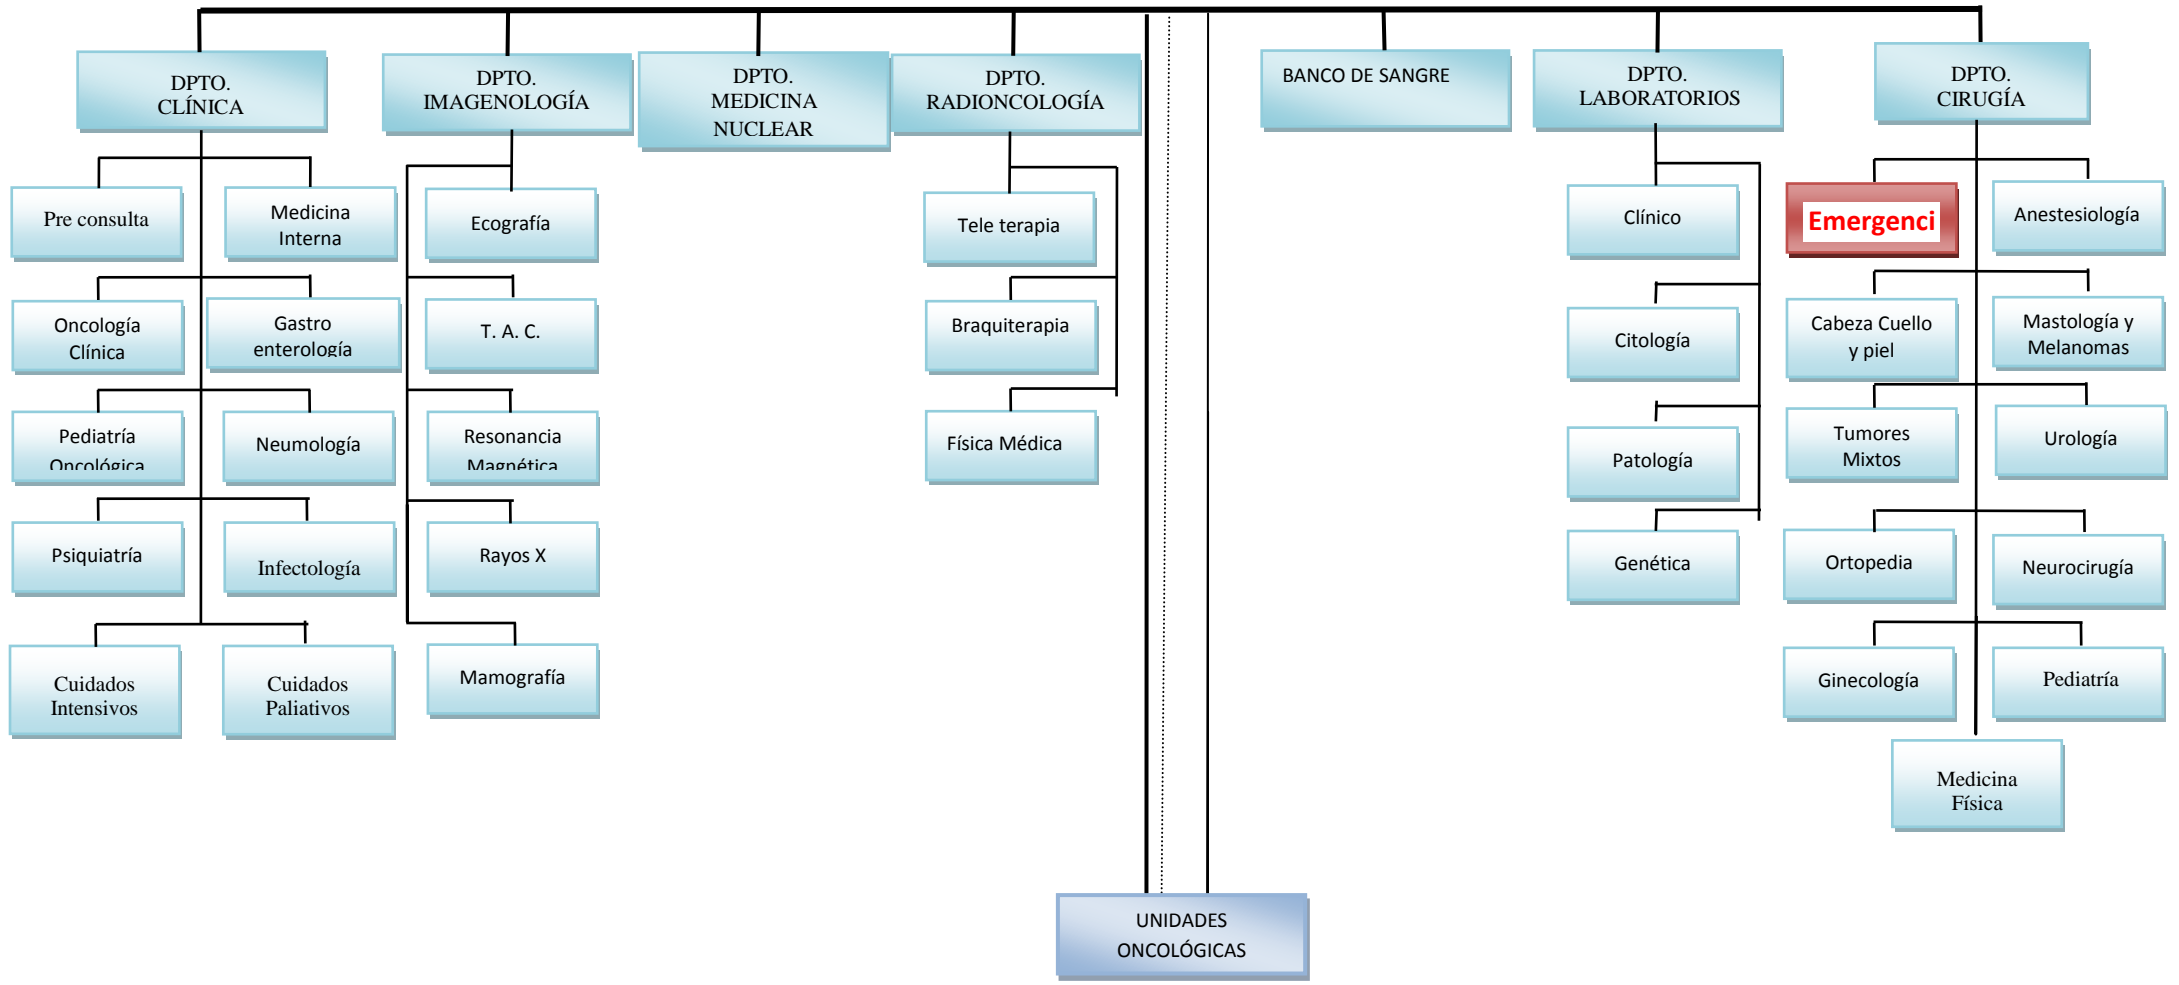 DPTO.
CLÍNICA
DPTO.
IMAGENOLOGÍA
DPTO.
MEDICINA
NUCLEAR
DPTO.
RADIONCOLOGÍA
BANCO DE SANGRE
DPTO.
LABORATORIOS
DPTO.
CIRUGÍA
Pre consulta
Medicina
Interna
Oncología
Clínica
Gastro
enterología
Pediatría
Oncológica
Neumología
Psiquiatría
Infectología
Cuidados
Intensivos
Cuidados
Paliativos
Ecografía
T. A. C.
Resonancia
Magnética
Rayos X
Mamografía
Tele terapia
Braquiterapia
Física Médica
Clínico
Citología
Patología
Genética
Emergenci
Anestesiología
Cabeza Cuello
y piel
Mastología y
Melanomas
Tumores
Mixtos
Urología
Ortopedia
Neurocirugía
Ginecología
Pediatría
Medicina
Física
UNIDADES
ONCOLÓGICAS